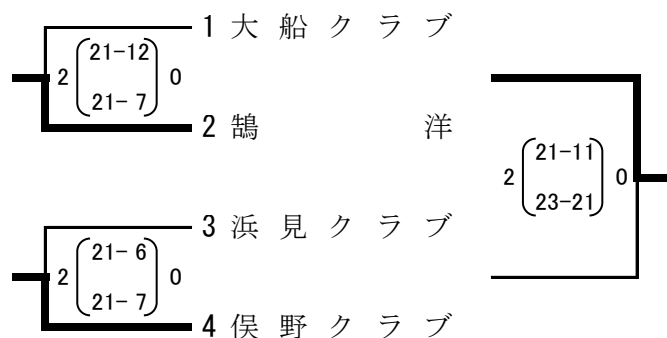 1 大船クラブ
2 (21-12 21- 7) 0
2 鵠 洋
2 (21-11 23-21) 0
3 浜見クラブ
2 (21- 6 21- 7) 0
4 俣野クラブ